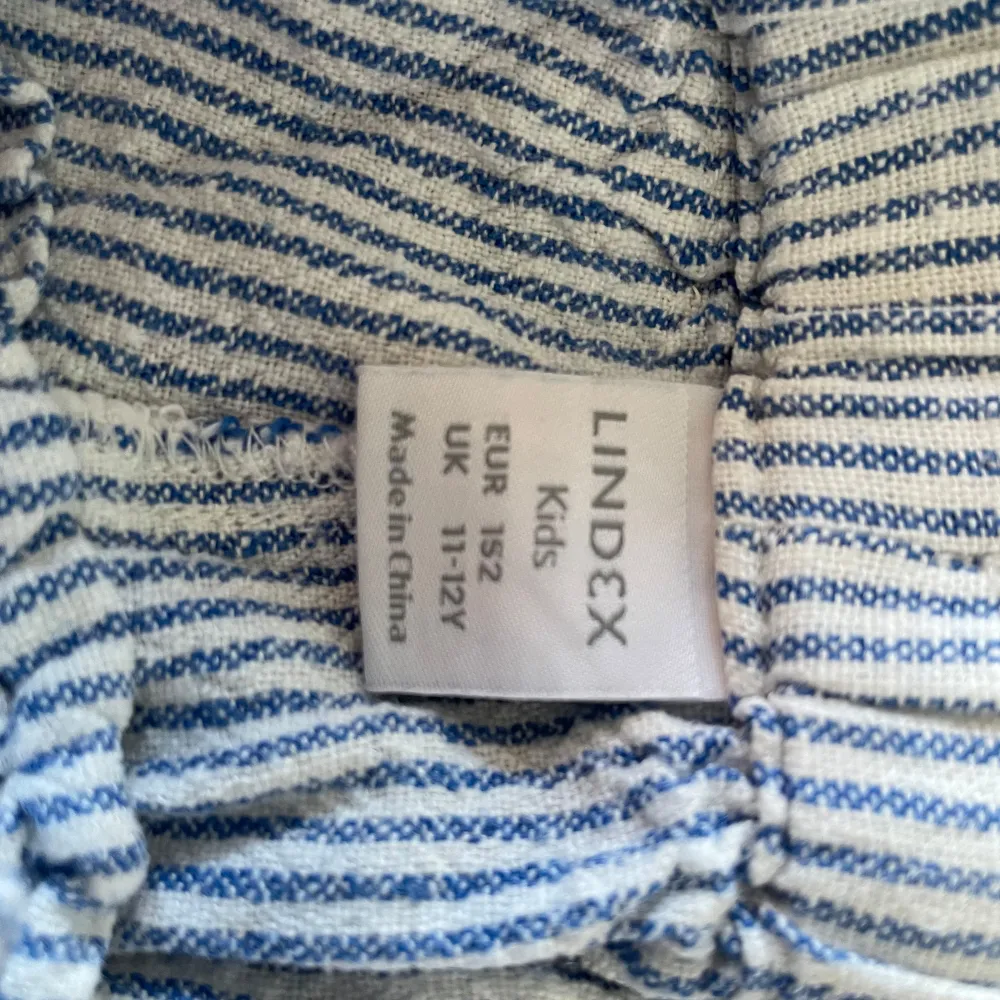 LINDEX
Kids
EUR 152
UK 11-12Y
Made in China